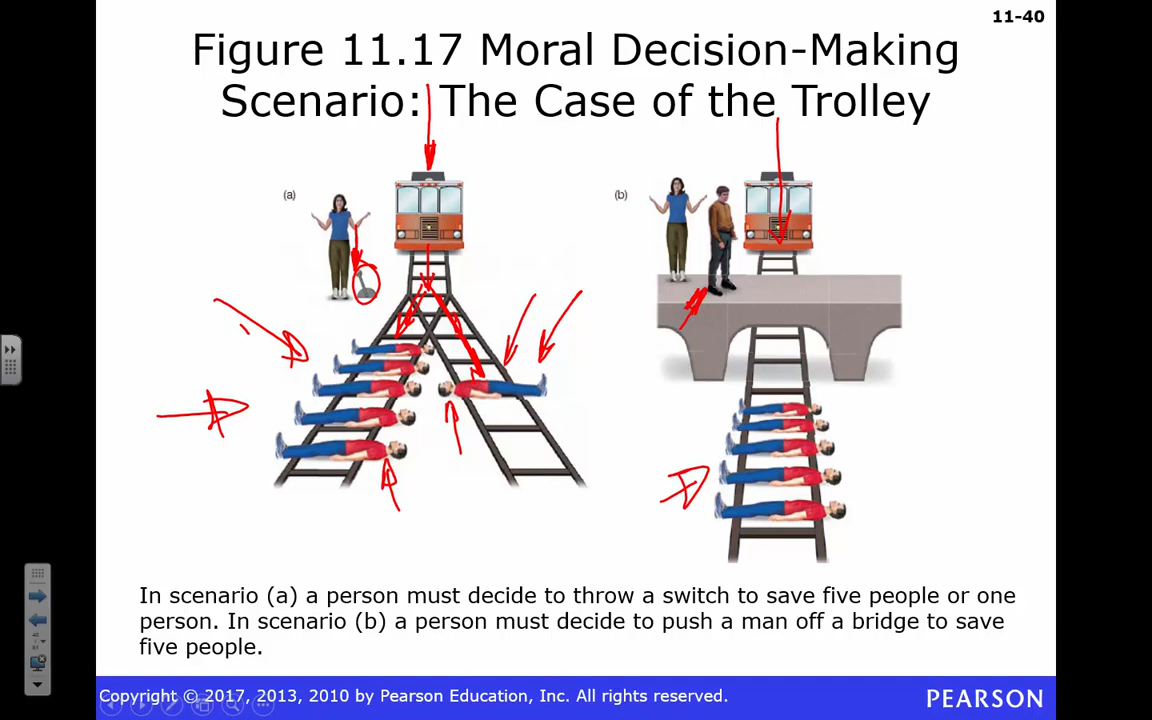 11-40
Figure 11.17 Moral Decision-Making
Scenario: The Case of the Trolley
(a)
(b)
In scenario (a) a person must decide to throw a switch to save five people or one
person. In scenario (b) a person must decide to push a man off a bridge to save
five people.
Copyright © 2017, 2013, 2010 by Pearson Education, Inc. All rights reserved.
PEARSON